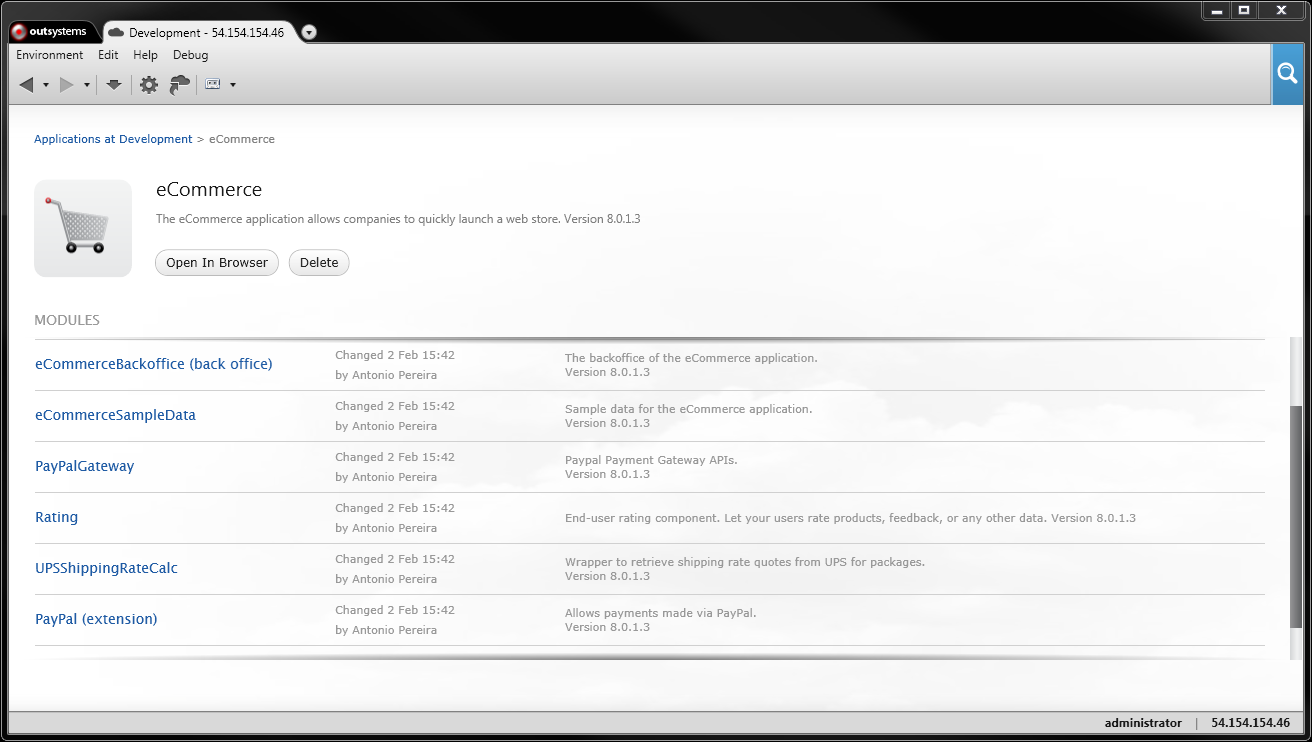 outsystems Development - 54.154.154.46
Environment Edit Help Debug
Applications at Development > eCommerce
eCommerce
The eCommerce application allows companies to quickly launch a web store. Version 8.0.1.3
Open In Browser Delete
MODULES
eCommerceBackoffice (back office)
Changed 2 Feb 15:42
by Antonio Pereira
The backoffice of the eCommerce application.
Version 8.0.1.3
eCommerceSampleData
Changed 2 Feb 15:42
by Antonio Pereira
Sample data for the eCommerce application.
Version 8.0.1.3
PayPalGateway
Changed 2 Feb 15:42
by Antonio Pereira
Paypal Payment Gateway APIs.
Version 8.0.1.3
Rating
Changed 2 Feb 15:42
by Antonio Pereira
End-user rating component. Let your users rate products, feedback, or any other data. Version 8.0.1.3
UPSShippingRateCalc
Changed 2 Feb 15:42
by Antonio Pereira
Wrapper to retrieve shipping rate quotes from UPS for packages.
Version 8.0.1.3
PayPal (extension)
Changed 2 Feb 15:42
by Antonio Pereira
Allows payments made via PayPal.
Version 8.0.1.3
administrator | 54.154.154.46